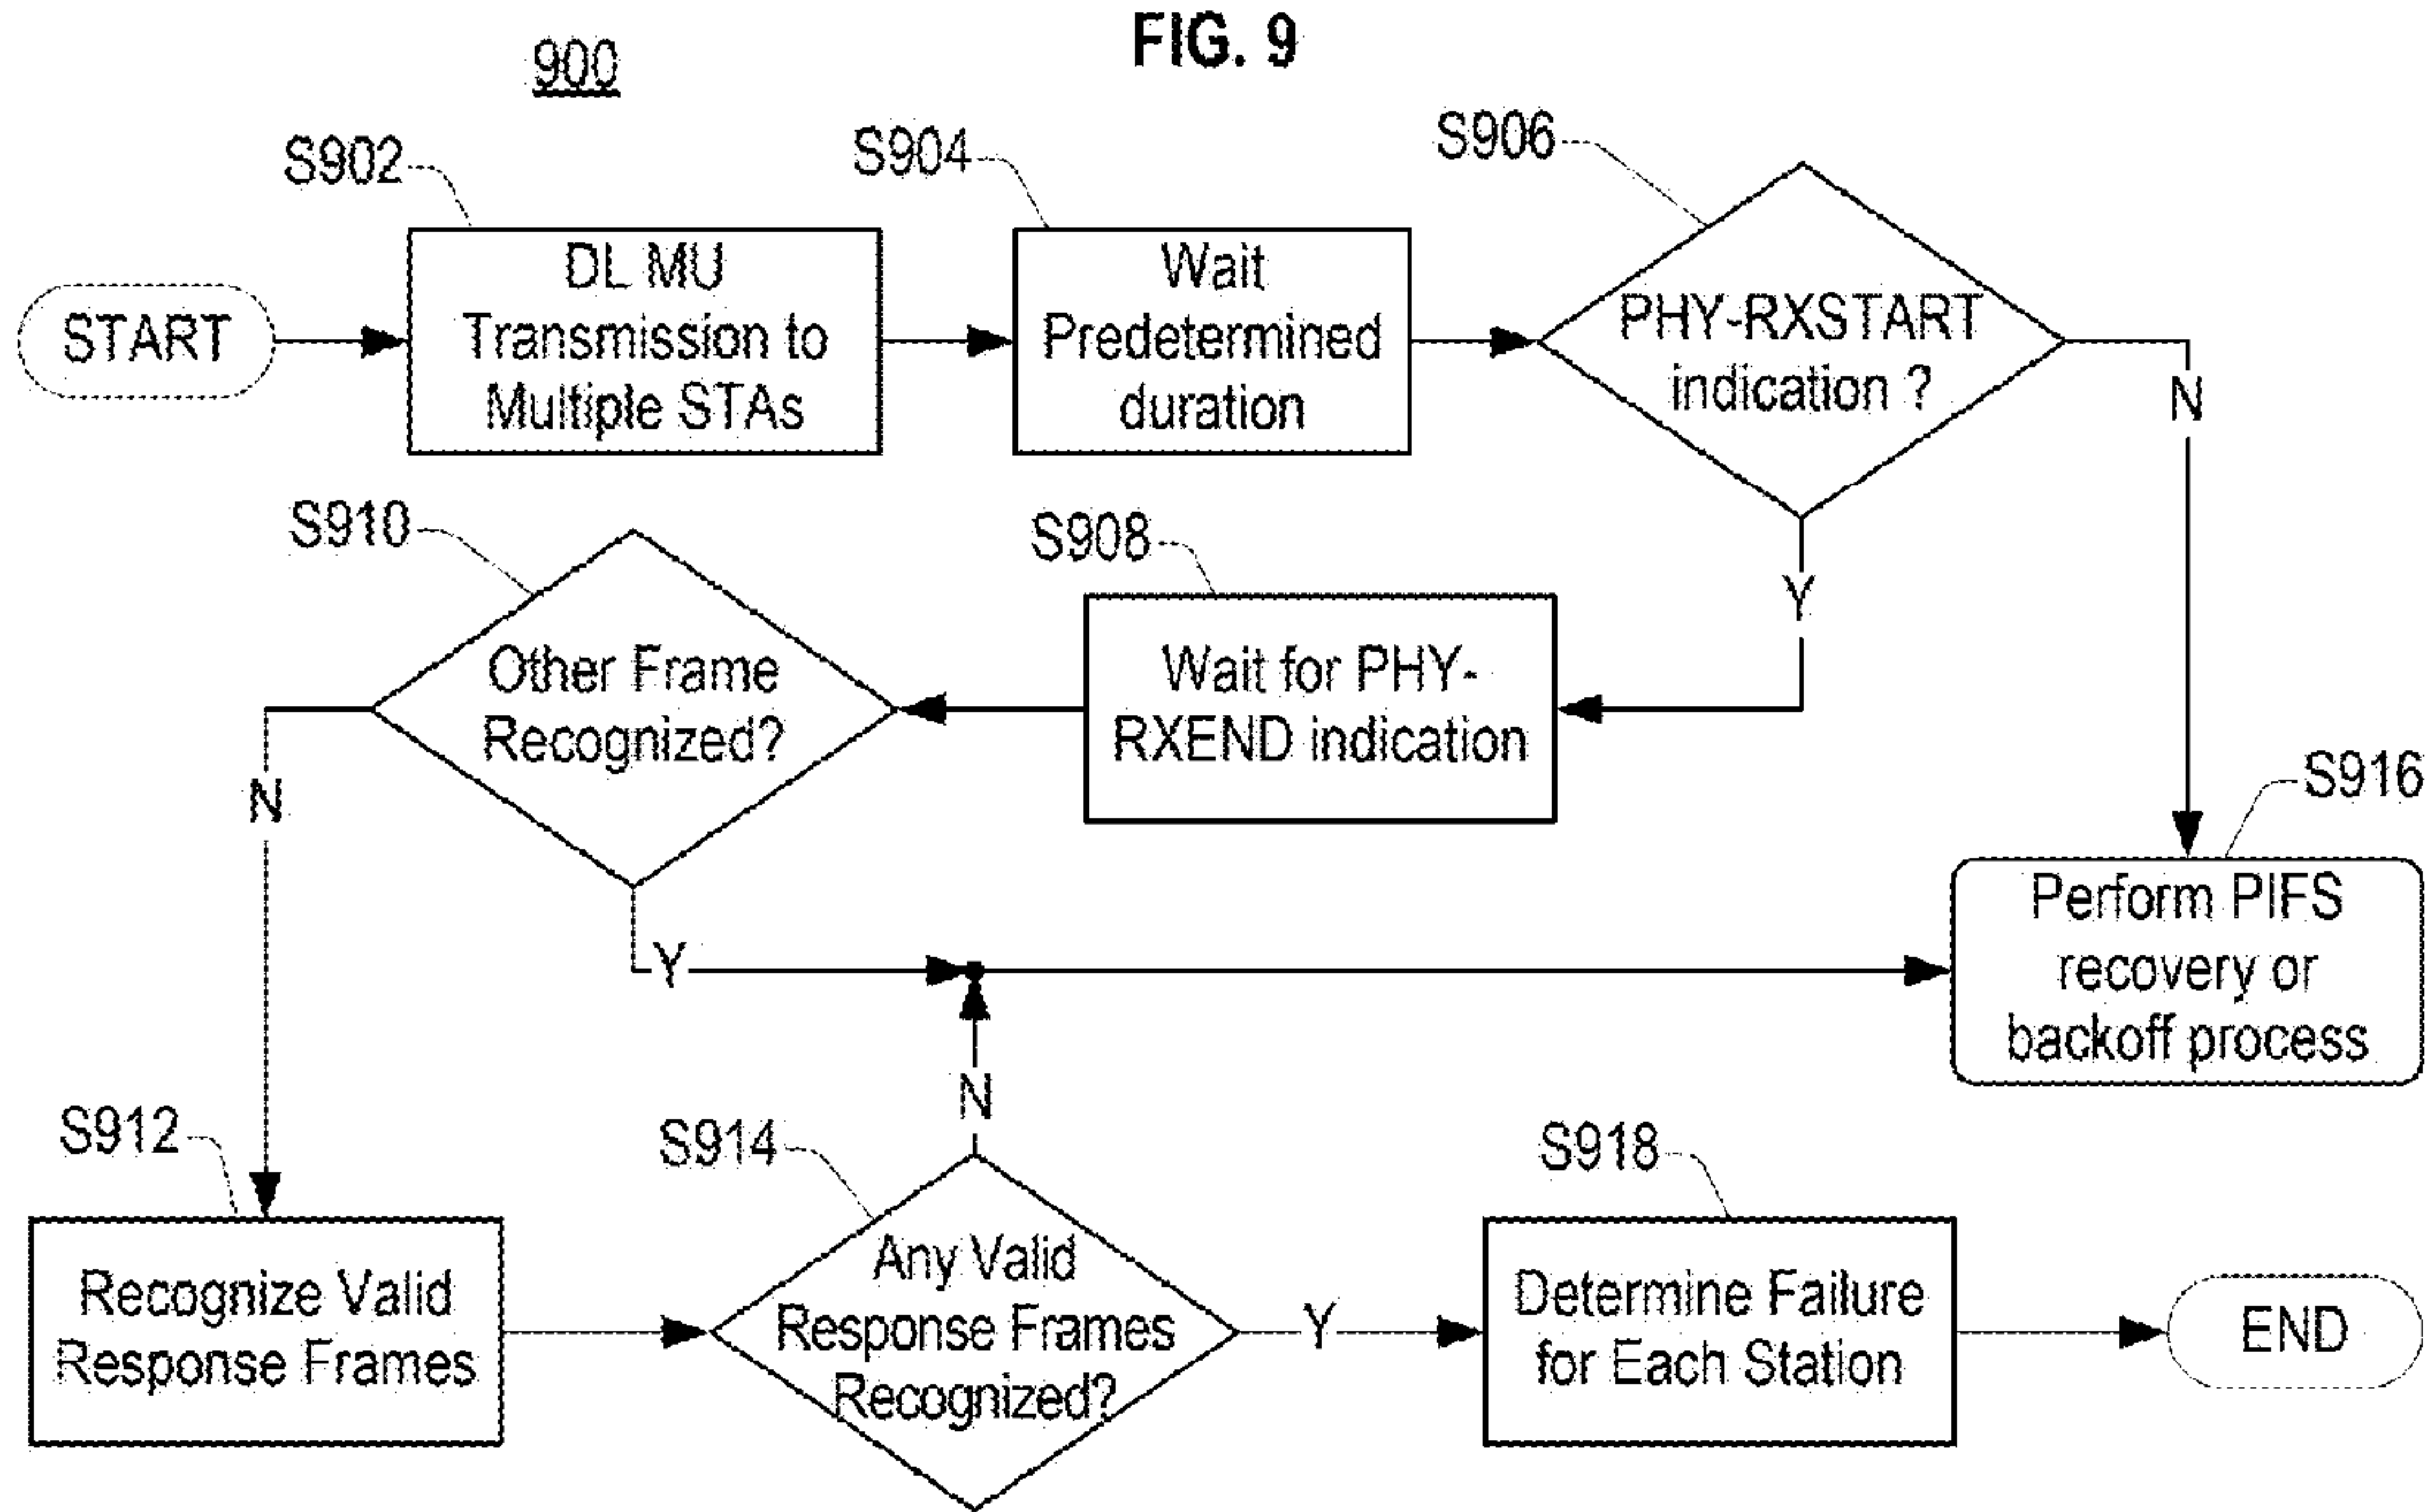 FIG. 9
900
S902
S904
S906
START
DL MU
Transmission to
Multiple STAs
Wait
Predetermined
duration
PHY-RXSTART
indication ?
N
Y
S910
S908
Other Frame
Recognized?
Wait for PHY-
RXEND indication
N
Y
S916
Perform PIFS
recovery or
backoff process
N
S912
S914
S918
Recognize Valid
Response Frames
Any Valid
Response Frames
Recognized?
Y
Determine Failure
for Each Station
END